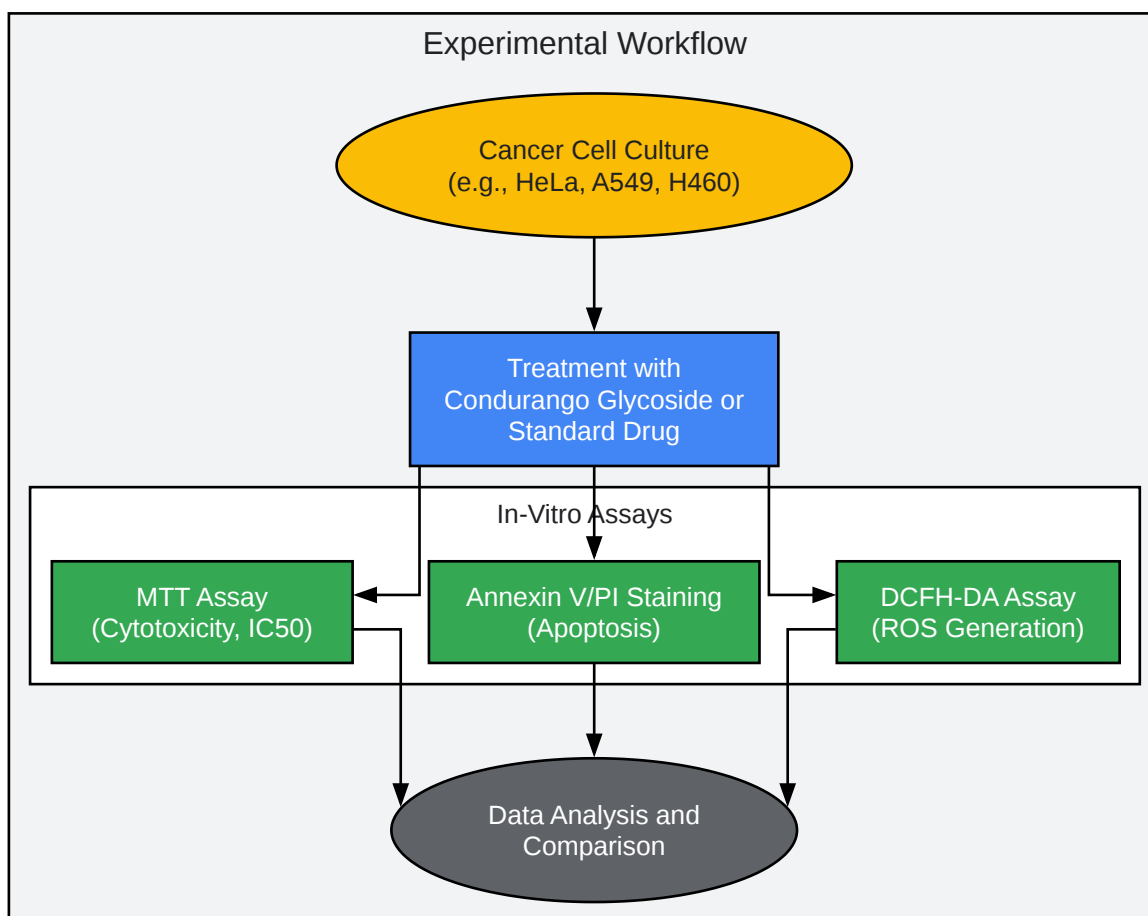 Experimental Workflow
Cancer Cell Culture
(e.g., HeLa, A549, H460)
Treatment with
Condurango Glycoside or
Standard Drug
In-Vitro Assays
MTT Assay
(Cytotoxicity, IC50)
Annexin V/PI Staining
(Apoptosis)
DCFH-DA Assay
(ROS Generation)
Data Analysis and
Comparison